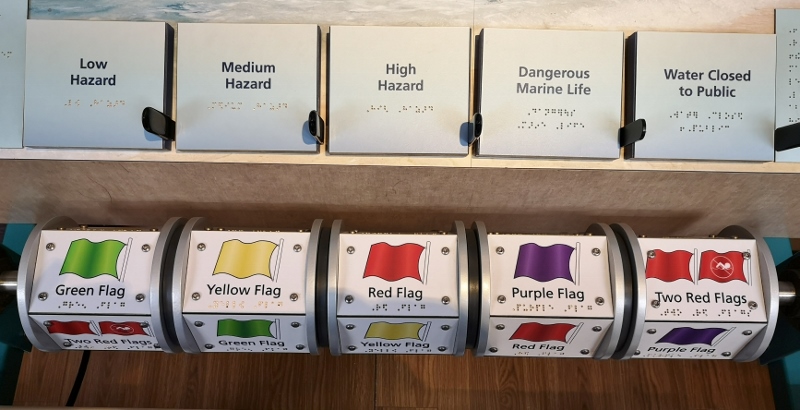 Low
Hazard
Medium
Hazard
High
Hazard
Dangerous
Marine Life
Water Closed
to Public
Green Flag
Yellow Flag
Red Flag
Purple Flag
Two Red Flags
Two Red Flags
Green Flag
Yellow Flag
Red Flag
Purple Flag